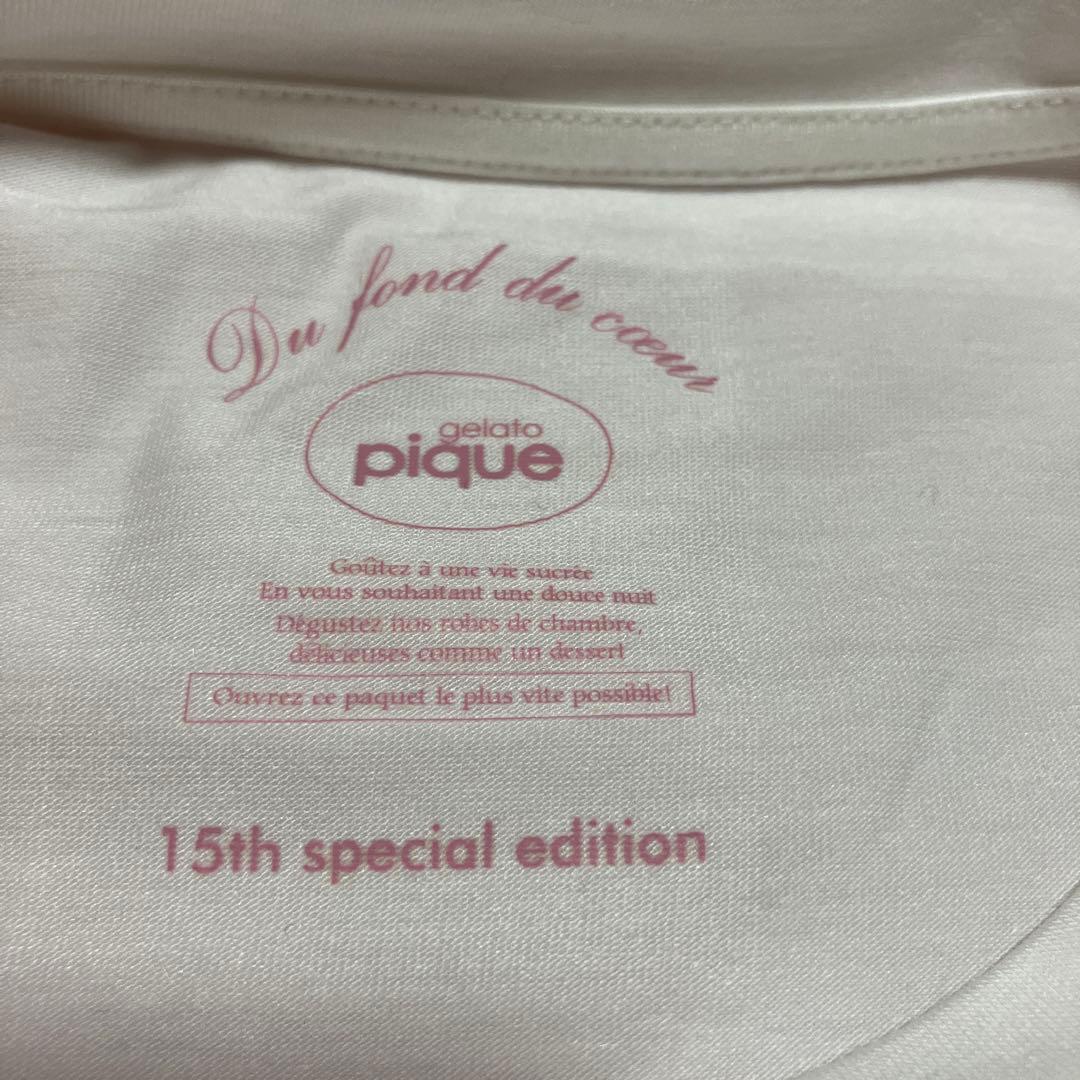 Du fond du cœur
gelato
pique
Goûtez à une vie sucrée
En vous souhaitant une douce nuit
Dégustez nos robes de chambre,
délicieuses comme un dessert
Ouvrez ce paquet le plus vite possible!
15th special edition